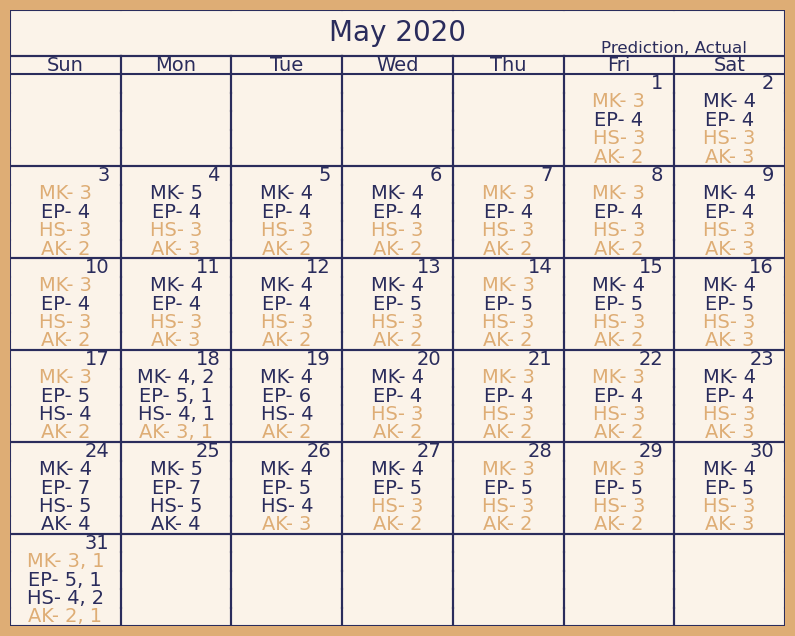 May 2020
Prediction, Actual
Sun Mon Tue Wed Thu Fri Sat
1 2
MK- 3 MK- 4
EP- 4 EP- 4
HS- 3 HS- 3
AK- 2 AK- 3
3 4 5 6 7 8 9
MK- 3 MK- 5 MK- 4 MK- 4 MK- 3 MK- 3 MK- 4
EP- 4 EP- 4 EP- 4 EP- 4 EP- 4 EP- 4 EP- 4
HS- 3 HS- 3 HS- 3 HS- 3 HS- 3 HS- 3 HS- 3
AK- 2 AK- 3 AK- 2 AK- 2 AK- 2 AK- 2 AK- 3
10 11 12 13 14 15 16
MK- 3 MK- 4 MK- 4 MK- 4 MK- 3 MK- 4 MK- 4
EP- 4 EP- 4 EP- 4 EP- 5 EP- 5 EP- 5 EP- 5
HS- 3 HS- 3 HS- 3 HS- 3 HS- 3 HS- 3 HS- 3
AK- 2 AK- 3 AK- 2 AK- 2 AK- 2 AK- 2 AK- 3
17 18 19 20 21 22 23
MK- 3 MK- 4, 2 MK- 4 MK- 4 MK- 3 MK- 3 MK- 4
EP- 5 EP- 5, 1 EP- 6 EP- 4 EP- 4 EP- 4 EP- 4
HS- 4 HS- 4, 1 HS- 4 HS- 3 HS- 3 HS- 3 HS- 3
AK- 2 AK- 3, 1 AK- 2 AK- 2 AK- 2 AK- 2 AK- 3
24 25 26 27 28 29 30
MK- 4 MK- 5 MK- 4 MK- 4 MK- 3 MK- 3 MK- 4
EP- 7 EP- 7 EP- 5 EP- 5 EP- 5 EP- 5 EP- 5
HS- 5 HS- 5 HS- 4 HS- 3 HS- 3 HS- 3 HS- 3
AK- 4 AK- 4 AK- 3 AK- 2 AK- 2 AK- 2 AK- 3
31
MK- 3, 1
EP- 5, 1
HS- 4, 2
AK- 2, 1